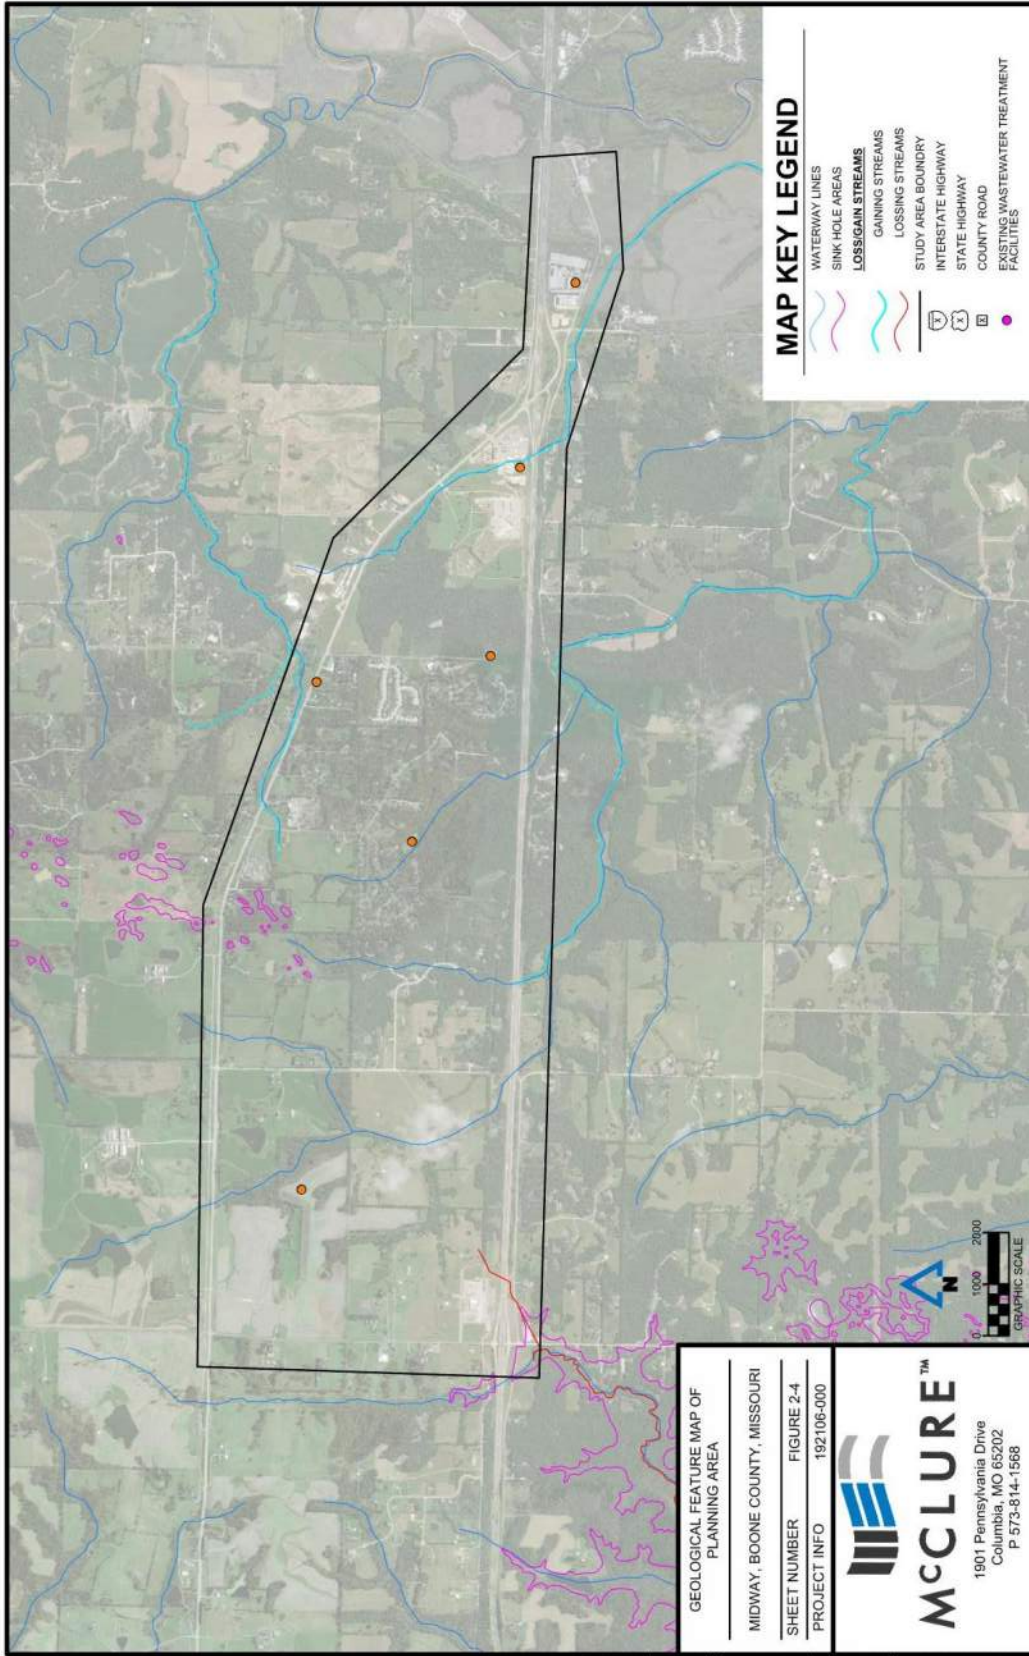 MAP KEY LEGEND
WATERWAY LINES
SINK HOLE AREAS
LOSS/GAIN STREAMS
GAINING STREAMS
LOSSING STREAMS
STUDY AREA BOUNDRY
X
INTERSTATE HIGHWAY
X
STATE HIGHWAY
X
COUNTY ROAD
EXISTING WASTEWATER TREATMENT
FACILITIES
N
0 1000 2000
GRAPHIC SCALE
GEOLOGICAL FEATURE MAP OF
PLANNING AREA
MIDWAY, BOONE COUNTY, MISSOURI
SHEET NUMBER FIGURE 2-4
PROJECT INFO 192106-000
MCCLURE™
1901 Pennsylvania Drive
Columbia, MO 65202
P 573-814-1568